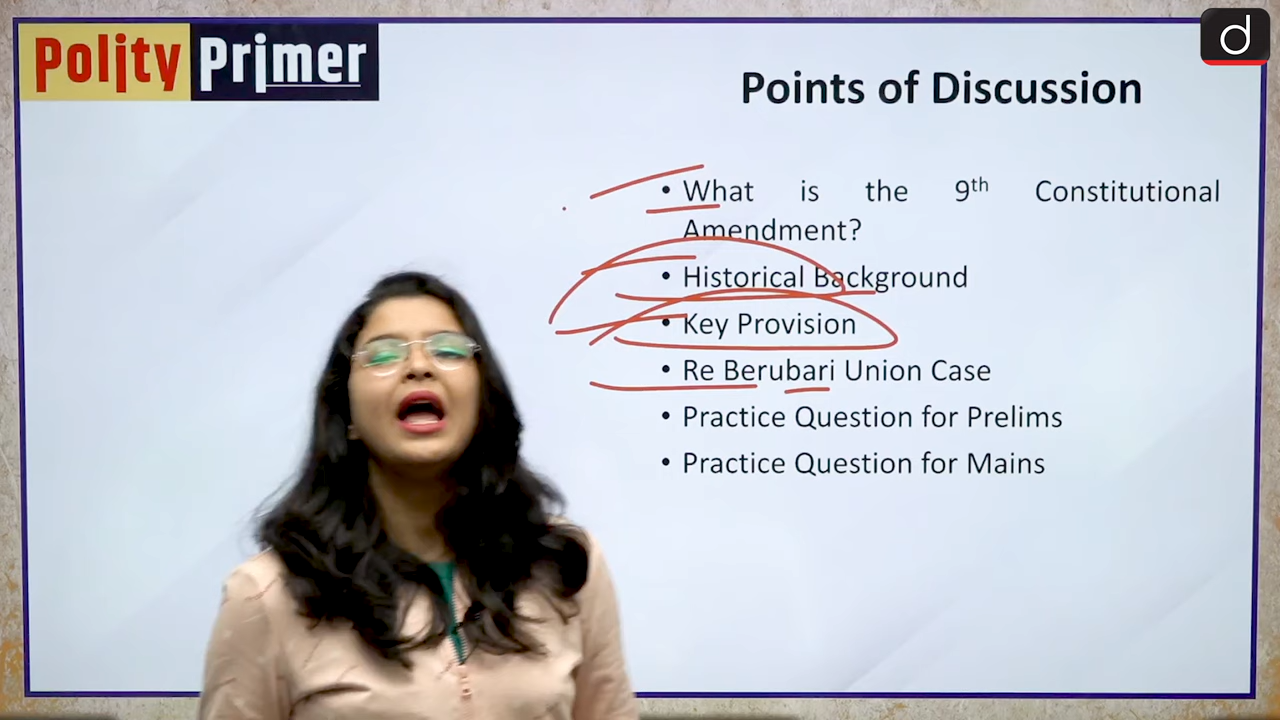 Polity Primer
d
Points of Discussion
• What is the 9th Constitutional
Amendment?
• Historical Background
• Key Provision
• Re Berubari Union Case
• Practice Question for Prelims
• Practice Question for Mains